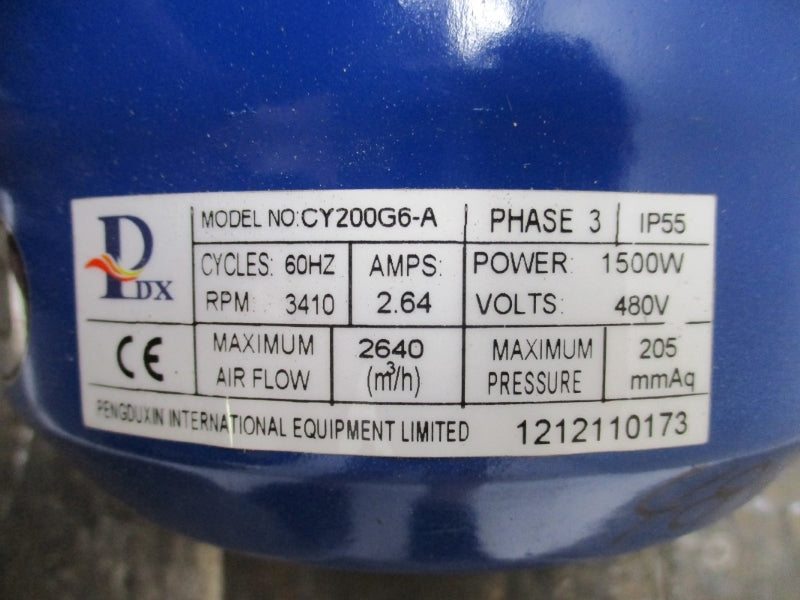 PDX
MODEL NO:CY200G6-A PHASE 3 IP55
CYCLES: 60HZ AMPS: POWER: 1500W
RPM: 3410 2.64 VOLTS: 480V
CE MAXIMUM 2640 MAXIMUM 205
AIR FLOW (m³/h) PRESSURE mmAq
PENGDUXIN INTERNATIONAL EQUIPMENT LIMITED 1212110173